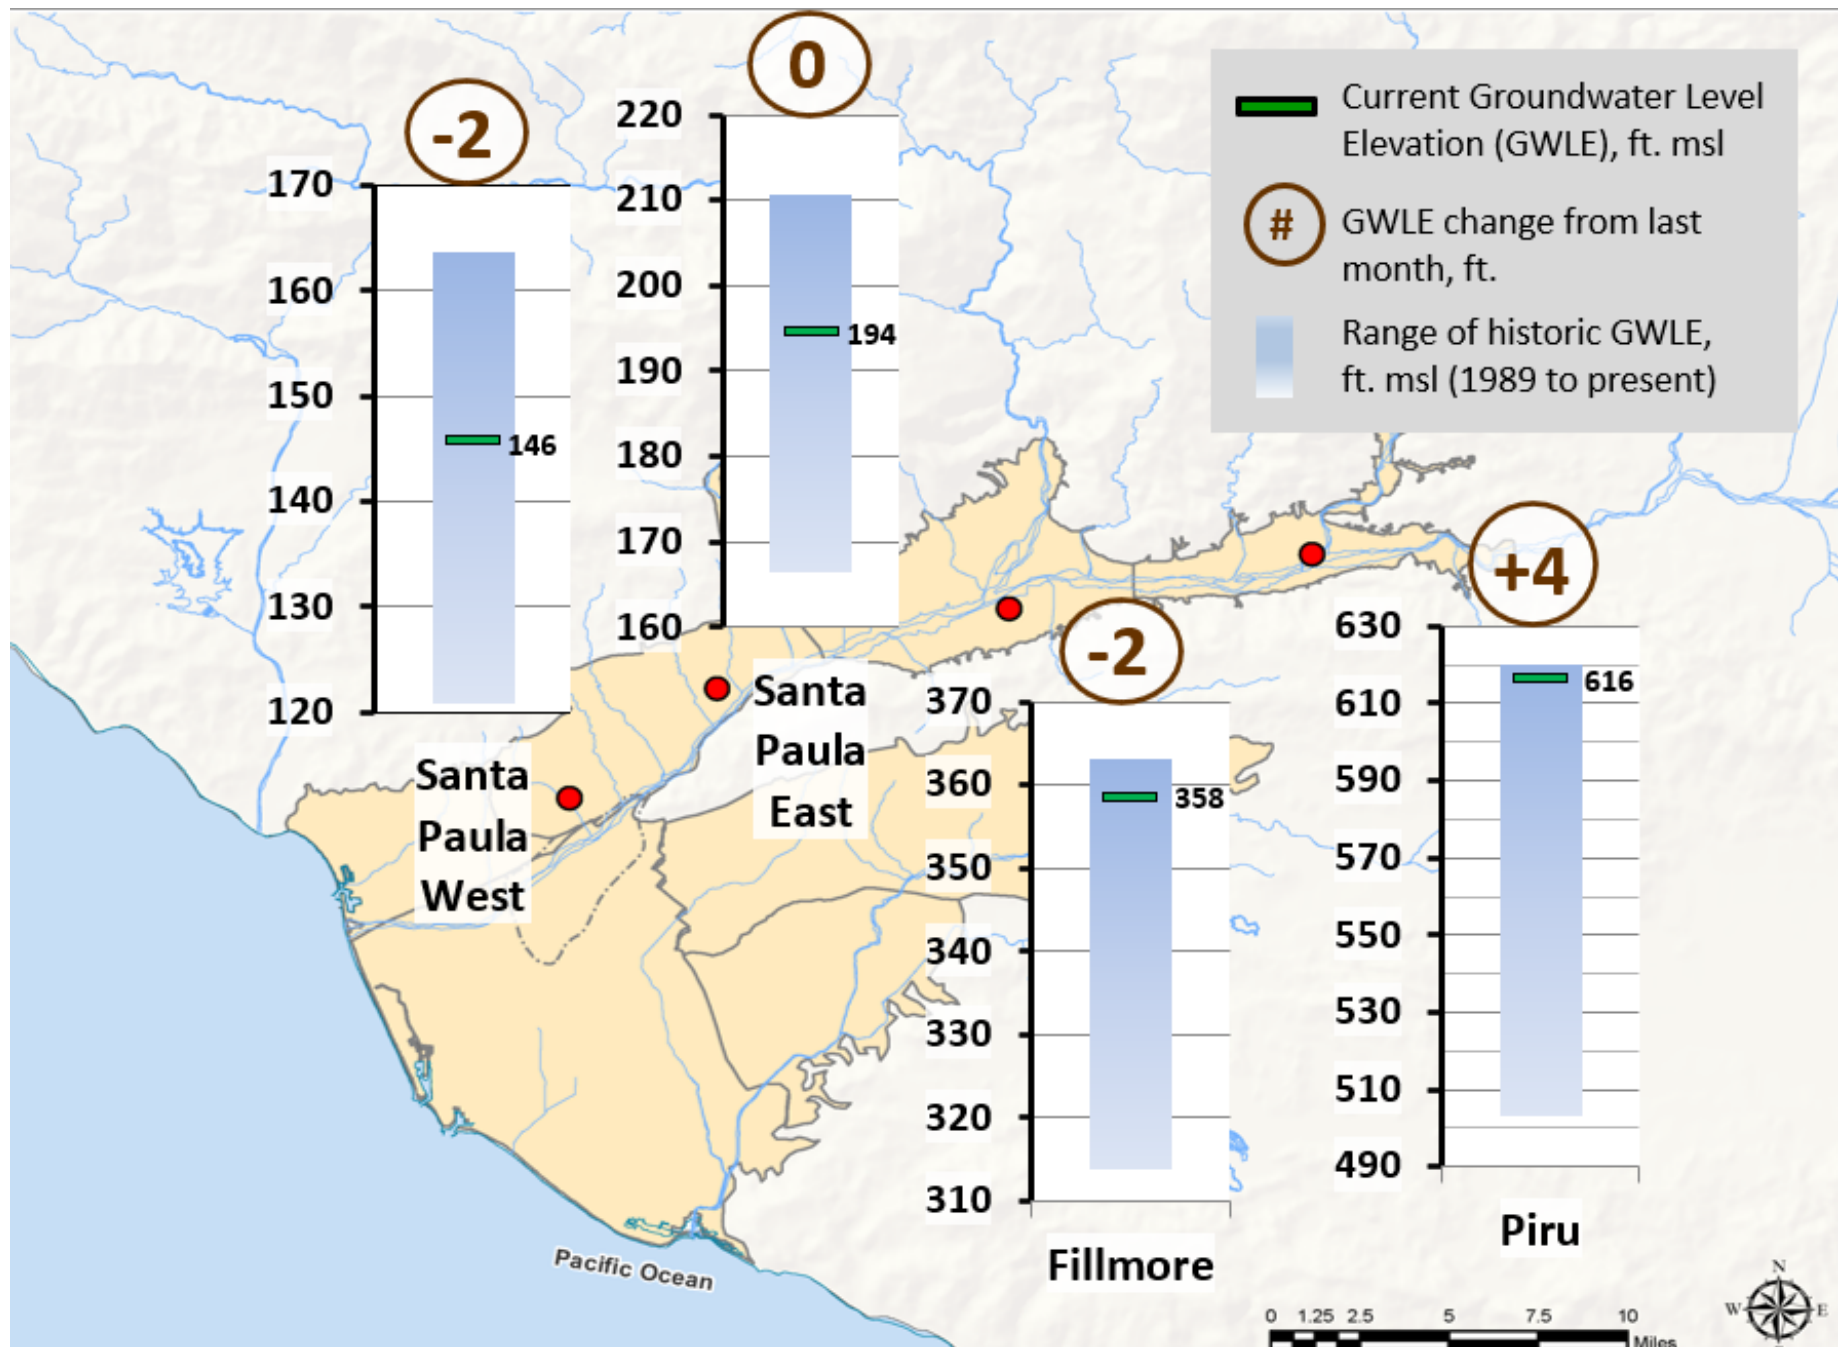 -2
170
160
150
140
130
120
146
Santa
Paula
West
0
220
210
200
190
180
170
160
194
Santa
Paula
East
-2
370
360
350
340
330
320
310
358
Fillmore
+4
630
610
590
570
550
530
510
490
616
Piru
Current Groundwater Level
Elevation (GWLE), ft. msl
#
GWLE change from last
month, ft.
Range of historic GWLE,
ft. msl (1989 to present)
Pacific Ocean
0 1.25 2.5 5 7.5 10
Miles
N
W E